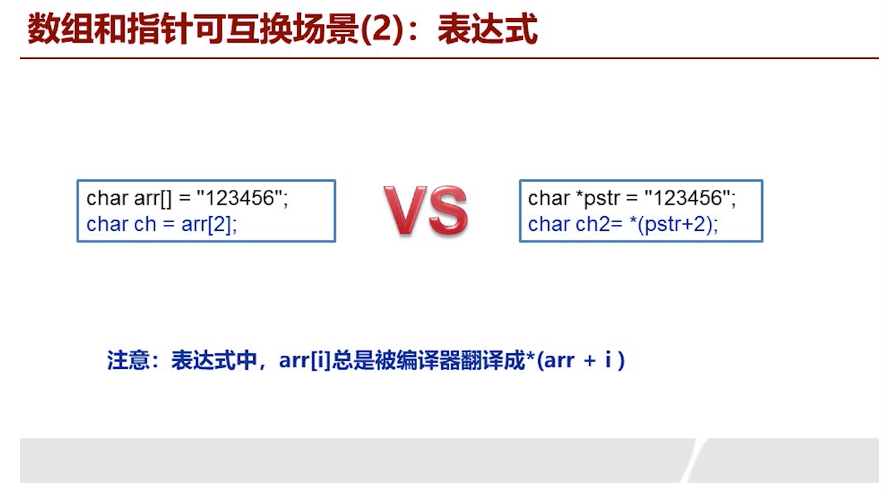 数组和指针可互换场景(2)：表达式
char arr[] = "123456";
char ch = arr[2];
VS
char *pstr = "123456";
char ch2= *(pstr+2);
注意：表达式中，arr[i]总是被编译器翻译成*(arr + i )